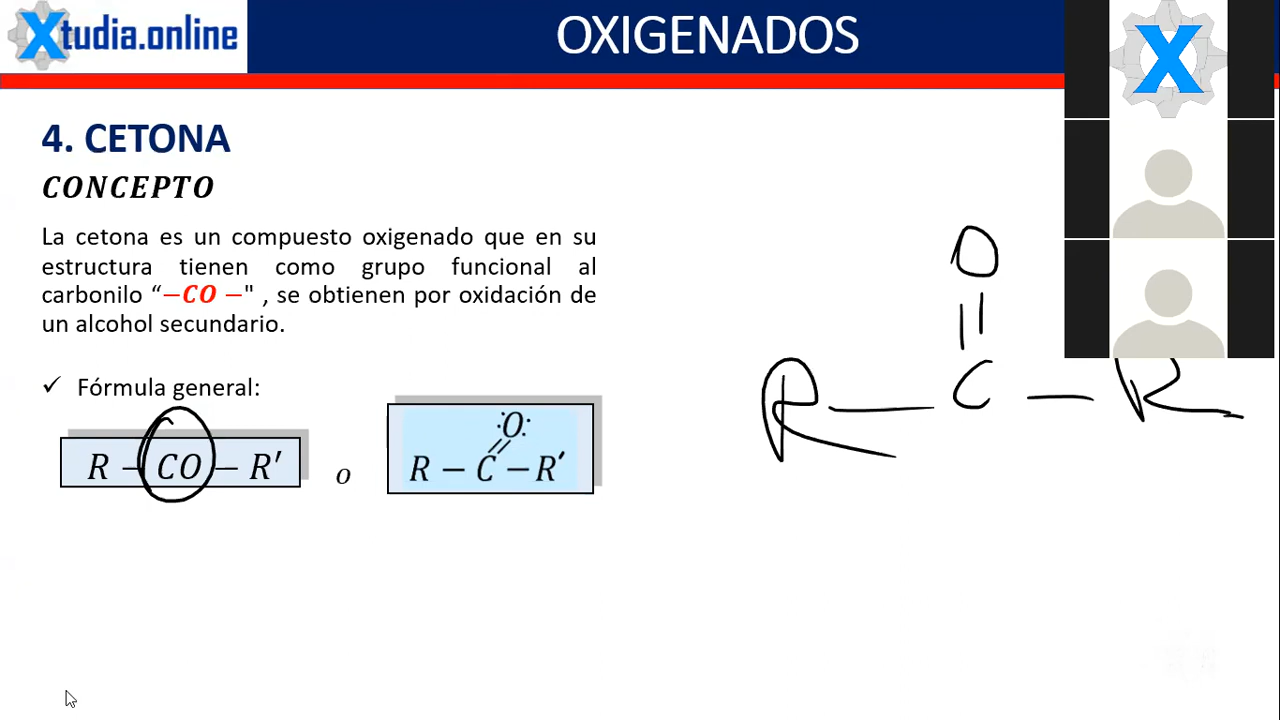 Xtudia.online
OXIGENADOS
X
4. CETONA
CONCEPTO
La cetona es un compuesto oxigenado que en su
estructura tienen como grupo funcional al
carbonilo “−CO −" , se obtienen por oxidación de
un alcohol secundario.
✓ Fórmula general:
R − CO − R′
o
:O:
R − C − R′
O
R — C — R